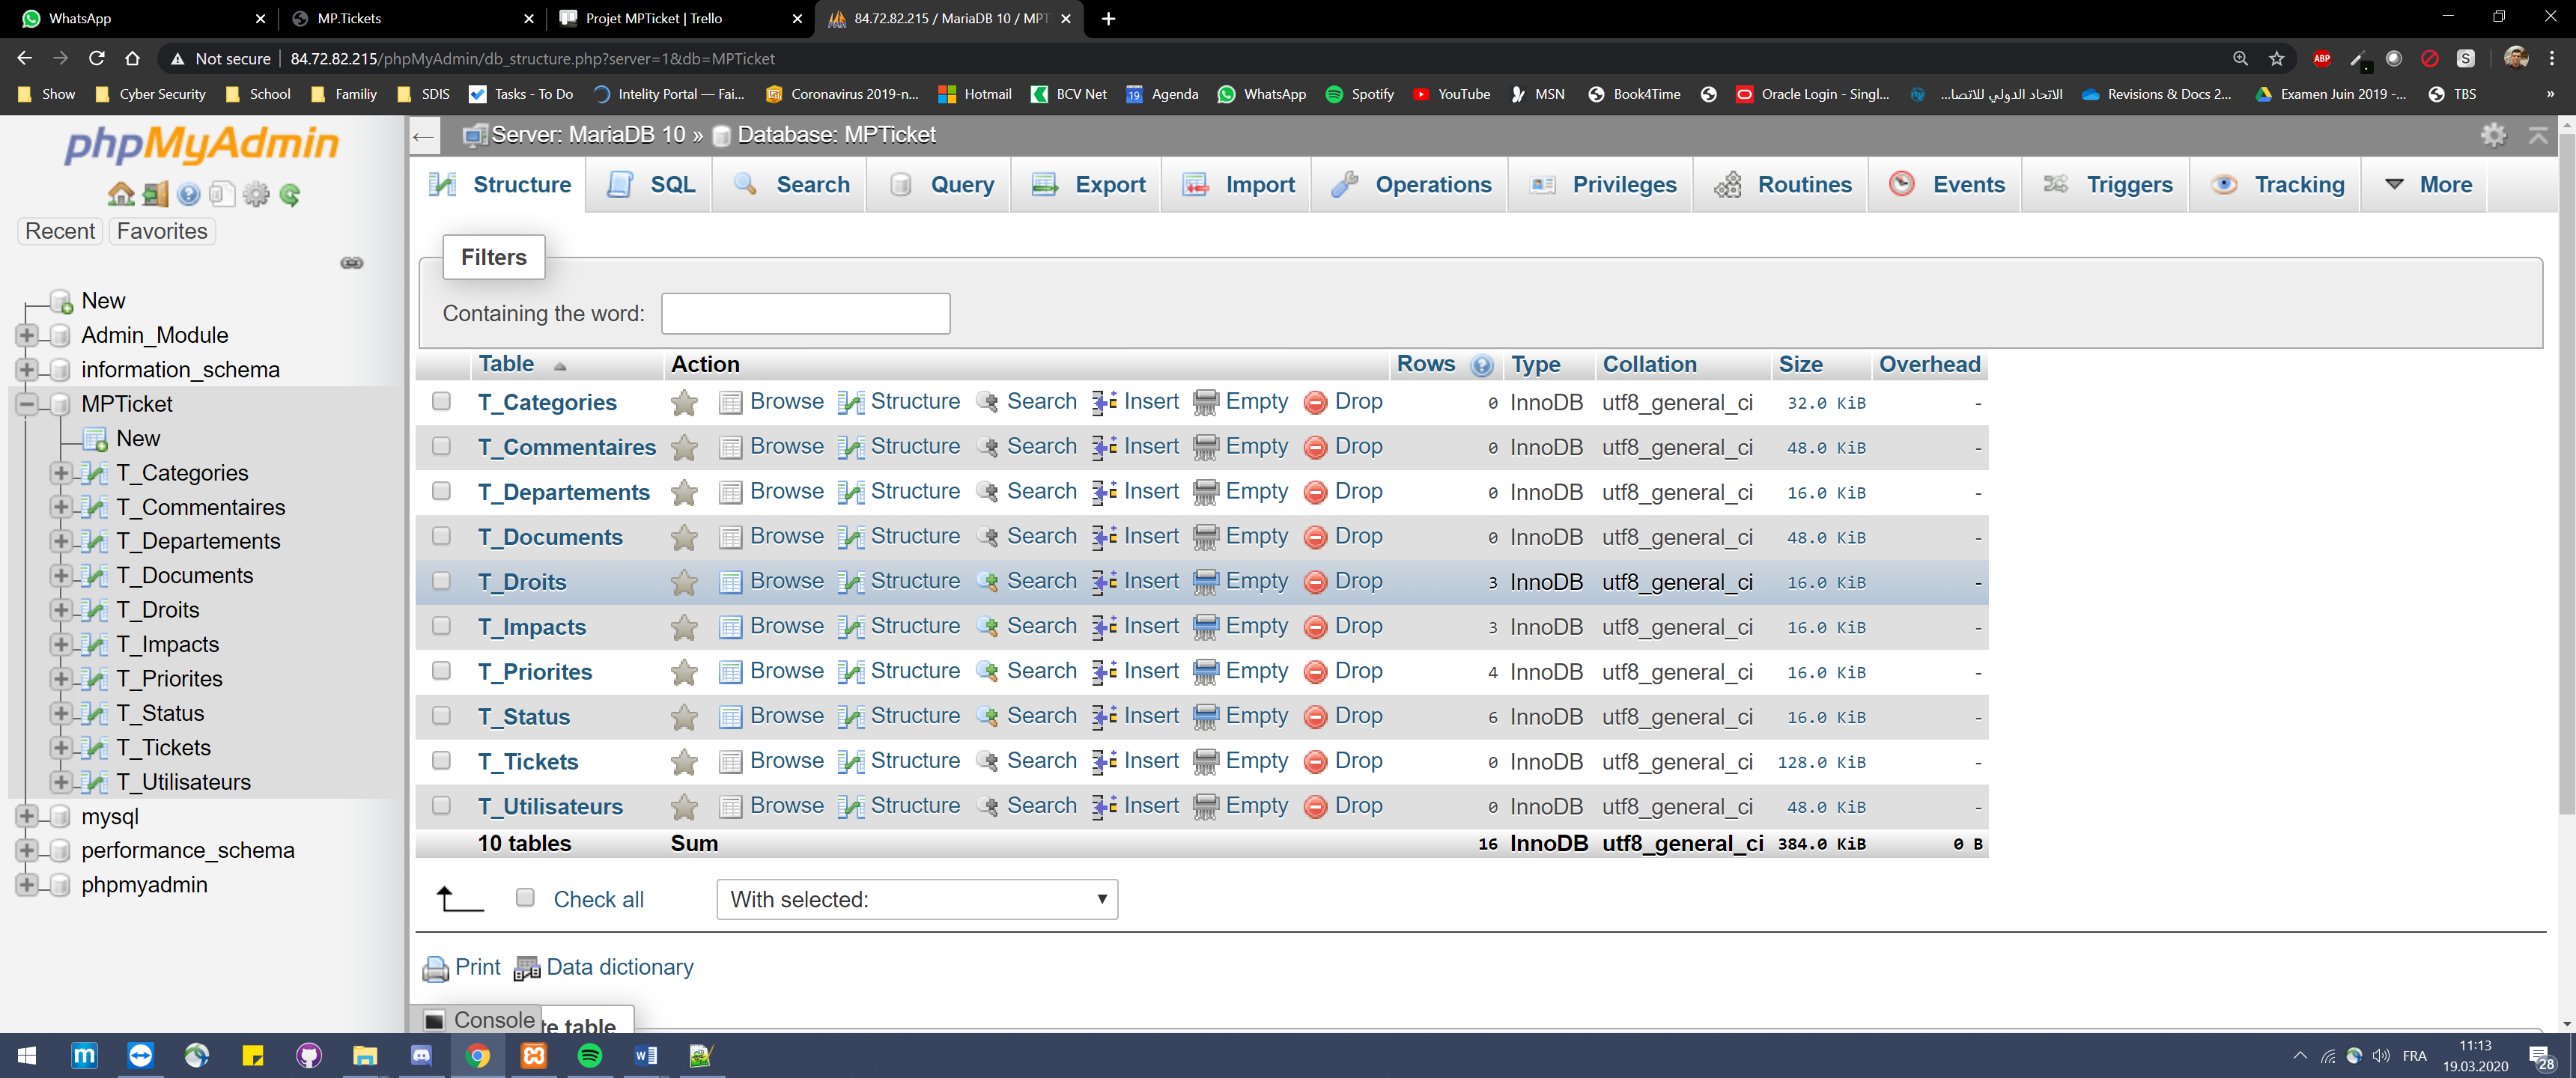 WhatsApp
MP.Tickets
Projet MPTicket | Trello
84.72.82.215 / MariaDB 10 / MPT
Not secure
84.72.82.215/phpMyAdmin/db_structure.php?server=1&db=MPTicket
ABP
S
Show
Cyber Security
School
Familiy
SDIS
Tasks - To Do
Intelity Portal — Fai...
Coronavirus 2019-n...
Hotmail
BCV Net
19
Agenda
WhatsApp
Spotify
YouTube
MSN
Book4Time
Oracle Login - Singl...
الاتحاد الدولي للاتصا...
Revisions & Docs 2...
Examen Juin 2019 -...
TBS
»
phpMyAdmin
Recent
Favorites
New
Admin_Module
information_schema
MPTicket
New
T_Categories
T_Commentaires
T_Departements
T_Documents
T_Droits
T_Impacts
T_Priorites
T_Status
T_Tickets
T_Utilisateurs
mysql
performance_schema
phpmyadmin
Server: MariaDB 10 » Database: MPTicket
Structure SQL Search Query Export Import Operations Privileges Routines Events Triggers Tracking More
Filters
Containing the word:
Table Action Rows Type Collation Size Overhead
T_Categories Browse Structure Search Insert Empty Drop 0 InnoDB utf8_general_ci 32.0 KiB -
T_Commentaires Browse Structure Search Insert Empty Drop 0 InnoDB utf8_general_ci 48.0 KiB -
T_Departements Browse Structure Search Insert Empty Drop 0 InnoDB utf8_general_ci 16.0 KiB -
T_Documents Browse Structure Search Insert Empty Drop 0 InnoDB utf8_general_ci 48.0 KiB -
T_Droits Browse Structure Search Insert Empty Drop 3 InnoDB utf8_general_ci 16.0 KiB -
T_Impacts Browse Structure Search Insert Empty Drop 3 InnoDB utf8_general_ci 16.0 KiB -
T_Priorites Browse Structure Search Insert Empty Drop 4 InnoDB utf8_general_ci 16.0 KiB -
T_Status Browse Structure Search Insert Empty Drop 6 InnoDB utf8_general_ci 16.0 KiB -
T_Tickets Browse Structure Search Insert Empty Drop 0 InnoDB utf8_general_ci 128.0 KiB -
T_Utilisateurs Browse Structure Search Insert Empty Drop 0 InnoDB utf8_general_ci 48.0 KiB -
10 tables Sum 16 InnoDB utf8_general_ci 384.0 KiB 0 B
Check all
With selected:
Print
Data dictionary
Console
te table
FRA
11:13
19.03.2020
28